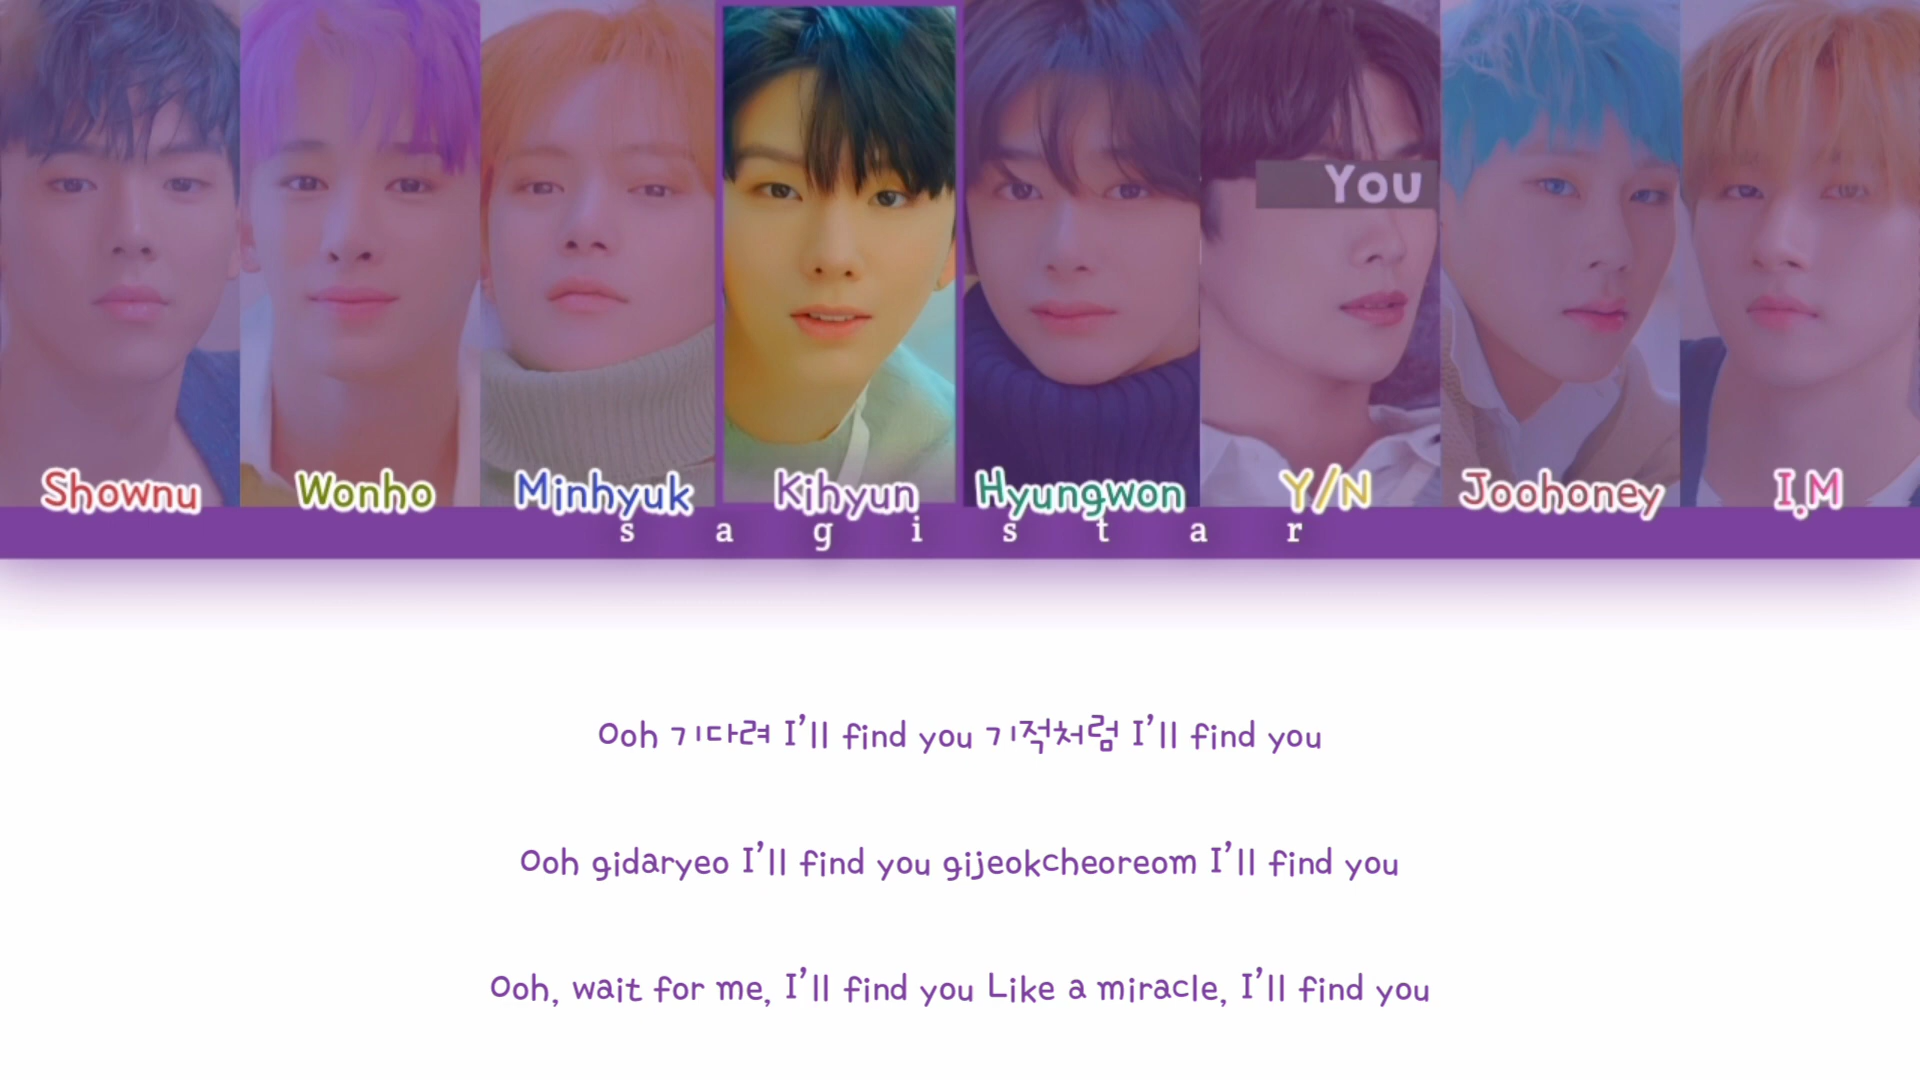 You
Shownu Wonho Minhyuk Kihyun Hyungwon Y/N Joohoney I.M
sagistar
Ooh 기다려 I'll find you 기적처럼 I'll find you
Ooh gidaryeo I'll find you gijeokcheoreom I'll find you
Ooh, wait for me, I'll find you Like a miracle, I'll find you